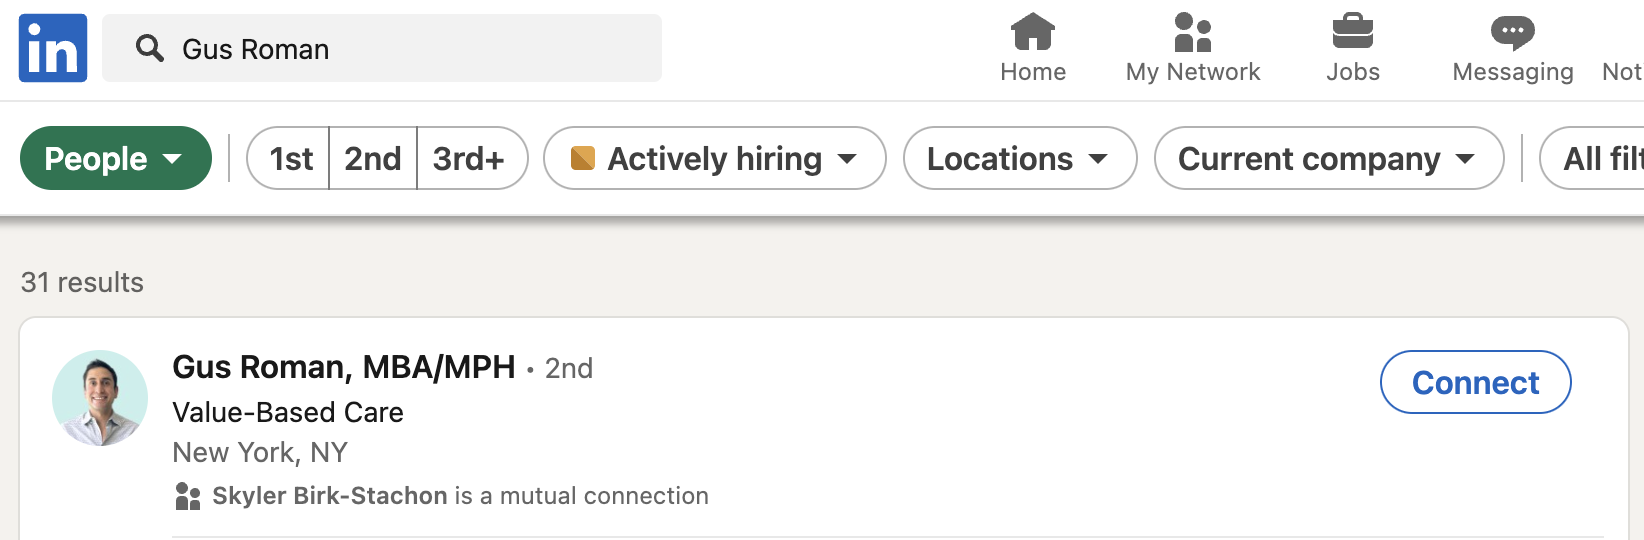 in
Gus Roman
Home
My Network
Jobs
Messaging
Not
People
1st
2nd
3rd+
Actively hiring
Locations
Current company
All filt
31 results
Gus Roman, MBA/MPH • 2nd
Connect
Value-Based Care
New York, NY
Skyler Birk-Stachon is a mutual connection